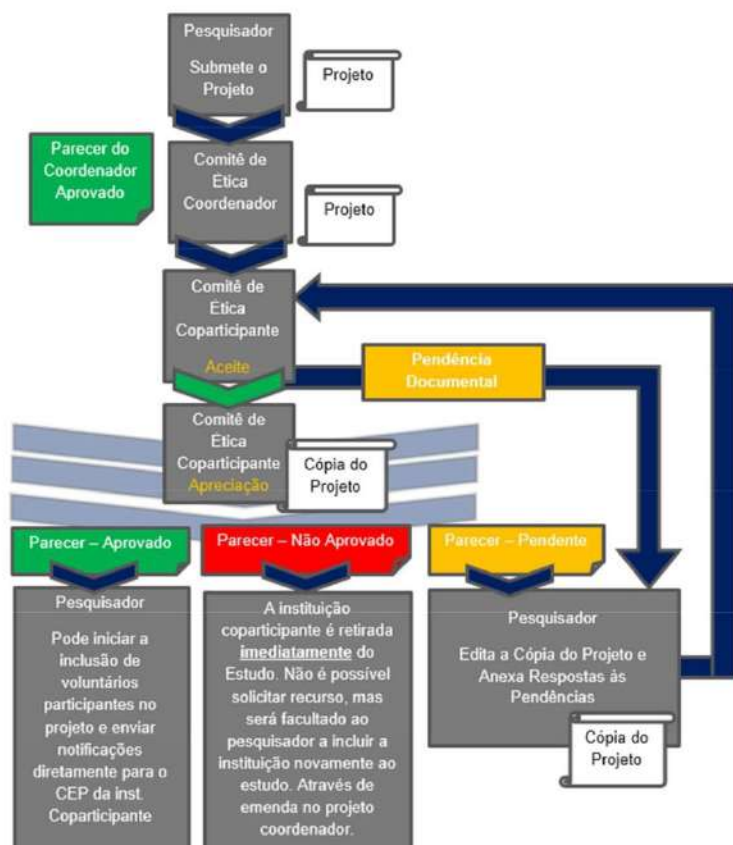 Pesquisador
Submete o
Projeto
Projeto
Parecer do
Coordenador
Aprovado
Comitê de
Ética
Coordenador
Projeto
Comitê de
Ética
Coparticipante
Aceite
Pendência
Documental
Comitê de
Ética
Coparticipante
Apreciação
Cópia do
Projeto
Parecer – Aprovado
Parecer – Não Aprovado
Parecer – Pendente
Pesquisador
Pode iniciar a
inclusão de
voluntários
participantes no
projeto e enviar
notificações
diretamente para o
CEP da inst.
Coparticipante
A instituição
coparticipante é retirada
imediatamente do
Estudo. Não é possível
solicitar recurso, mas
será facultado ao
pesquisador a incluir a
instituição novamente ao
estudo. Através de
emenda no projeto
coordenador.
Pesquisador
Edita a Cópia do Projeto e
Anexa Respostas ás
Pendências
Cópia do
Projeto